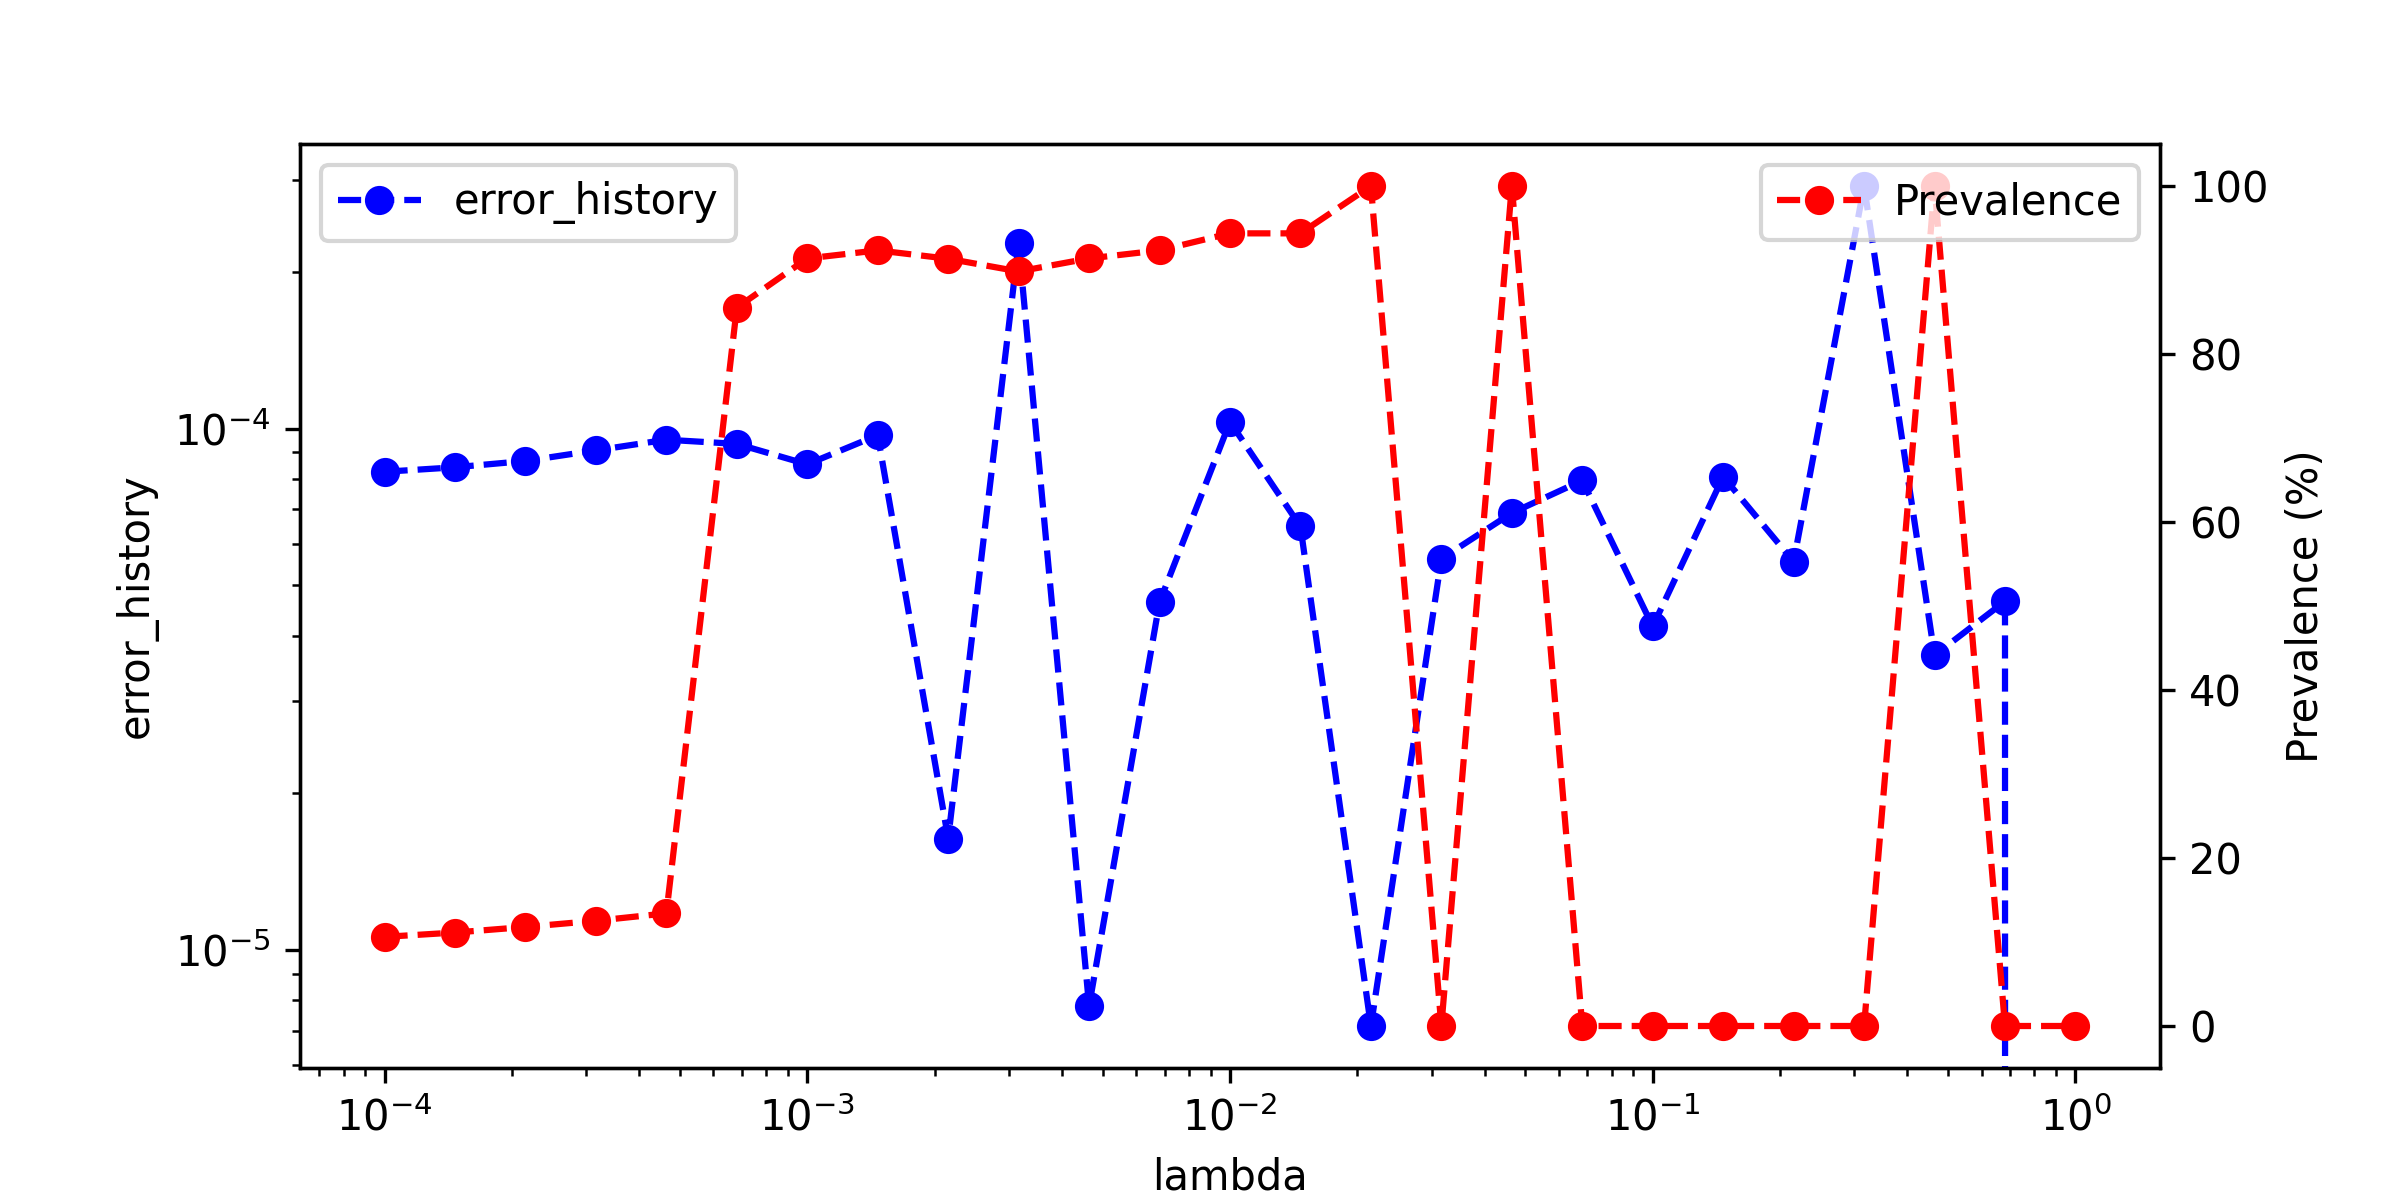 error_history
Prevalence
10⁻⁴
10⁻⁵
error_history
100
80
60
40
20
0
Prevalence (%)
10⁻⁴ 10⁻³ 10⁻² 10⁻¹ 10⁰
lambda